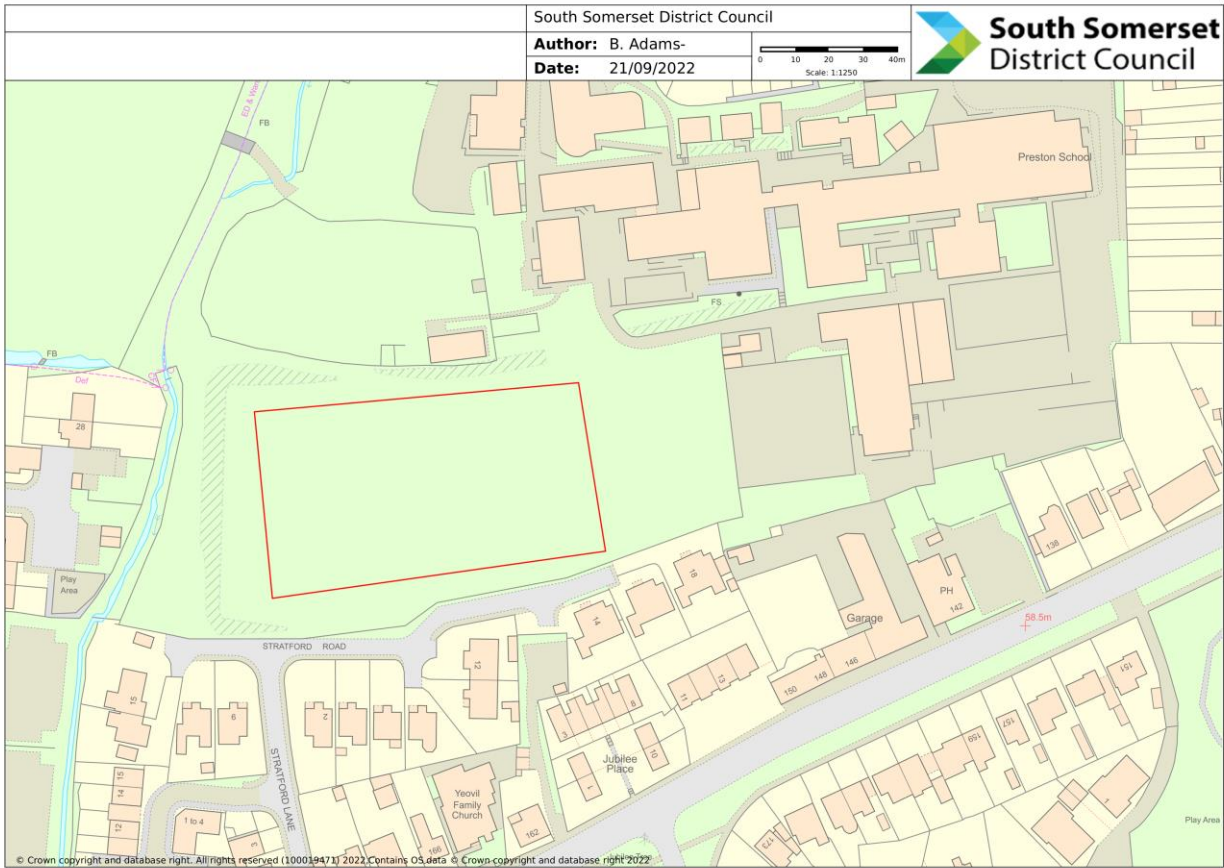 South Somerset District Council
Author: B. Adams-
Date: 21/09/2022
0 10 20 30 40m
Scale: 1:1250
South Somerset
District Council
FB
Preston School
FS
FB
Def
28
Play
Area
18
14
138
PH
142
Garage
58.5m
146
148
150
STRATFORD ROAD
12
15
9
2
STRATFORD LANE
11
13
8
3
10
Jubilee
Place
1
151
157
159
173
1
Play Area
15
14
12
1 to 4
3
Yeovil
Family
Church
166
162
© Crown copyright and database right. All rights reserved (100019471) 2022 Contains OS data © Crown copyright and database right 2022